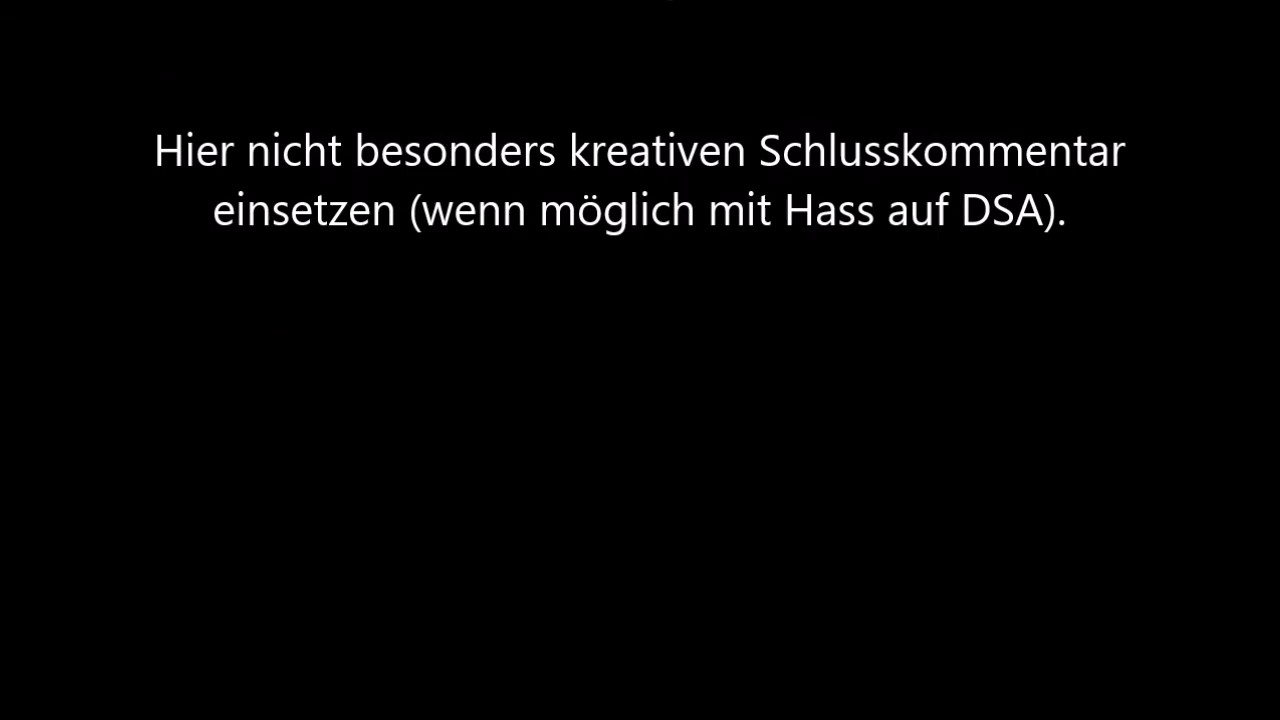 Hier nicht besonders kreativen Schlusskommentar
einsetzen (wenn möglich mit Hass auf DSA).